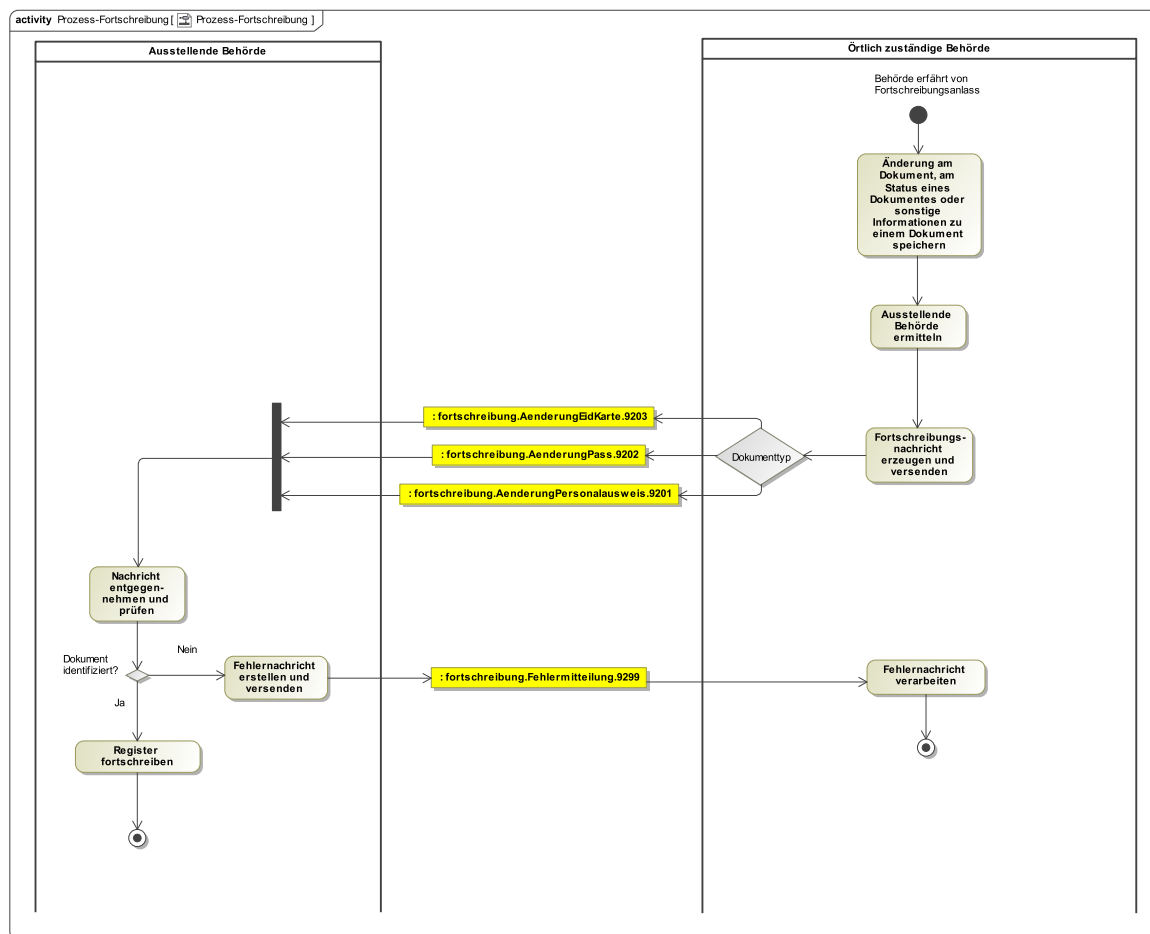 activity Prozess-Fortschreibung [ Prozess-Fortschreibung ]
Ausstellende Behörde
Örtlich zuständige Behörde
Behörde erfährt von
Fortschreibungsanlass
Änderung am
Dokument, am
Status eines
Dokumentes oder
sonstige
Informationen zu
einem Dokument
speichern
Ausstellende
Behörde
ermitteln
Fortschreibungs-
nachricht
erzeugen und
versenden
Dokumenttyp
: fortschreibung.AenderungEidKarte.9203
: fortschreibung.AenderungPass.9202
: fortschreibung.AenderungPersonalausweis.9201
Nachricht
entgegen-
nehmen und
prüfen
Dokument
identifiziert?
Nein
Ja
Fehlernachricht
erstellen und
versenden
: fortschreibung.Fehlermitteilung.9299
Fehlernachricht
verarbeiten
Register
fortschreiben